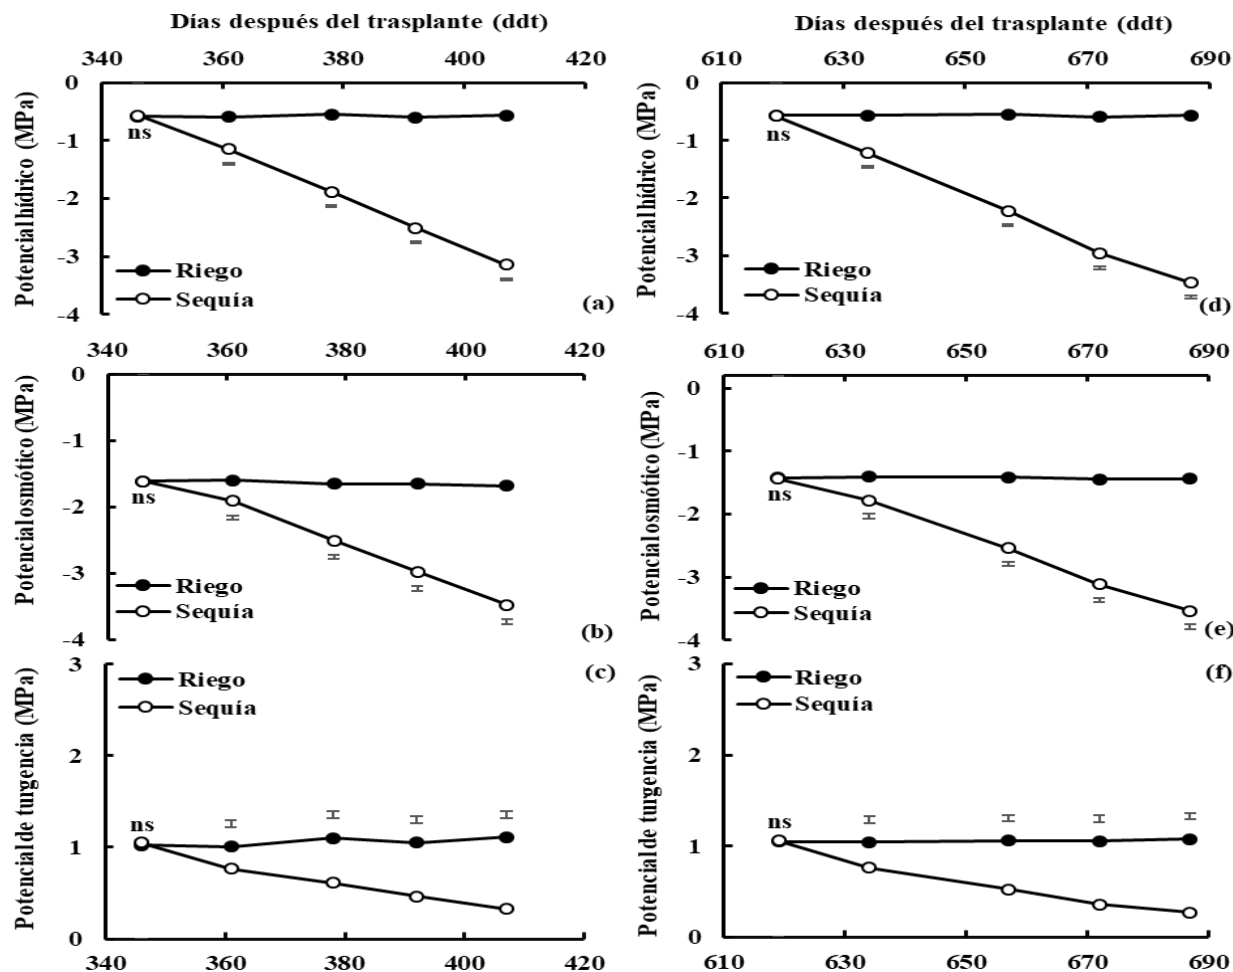 Días después del trasplante (ddt)
340 360 380 400 420
0
-1
-2
-3
-4
Potencial hídrico (MPa)
ns
Riego
Sequía
(a)
Días después del trasplante (ddt)
610 630 650 670 690
0
-1
-2
-3
-4
Potencial hídrico (MPa)
ns
Riego
Sequía
(d)
340 360 380 400 420
0
-1
-2
-3
-4
Potencial osmótico (MPa)
ns
Riego
Sequía
(b)
610 630 650 670 690
0
-1
-2
-3
-4
Potencial osmótico (MPa)
ns
Riego
Sequía
(e)
3
2
1
0
Potencial de turgencia (MPa)
Riego
Sequía
(c)
ns
340 360 380 400 420
3
2
1
0
Potencial de turgencia (MPa)
Riego
Sequía
(f)
ns
610 630 650 670 690